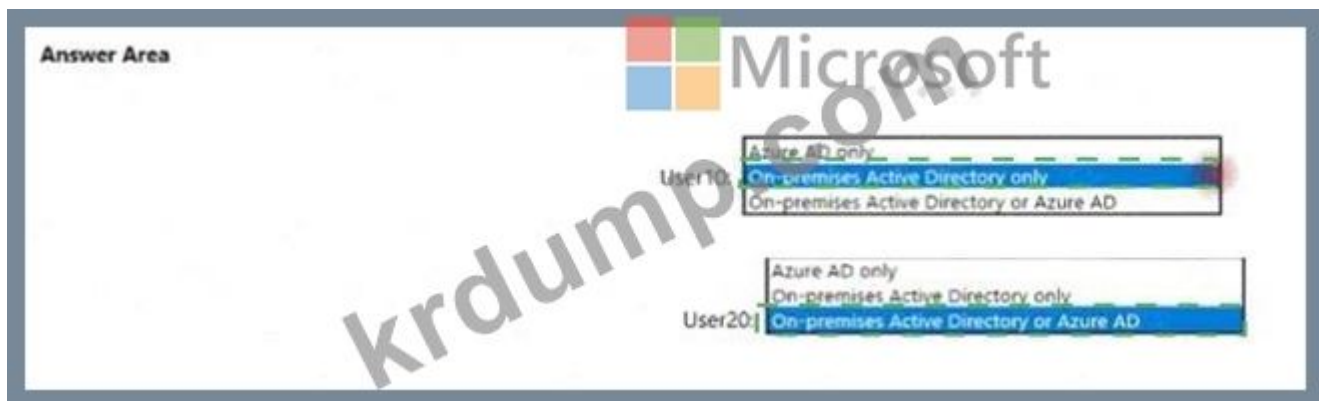 Answer Area
Microsoft
krdump.com
Azure AD only
User10: On-premises Active Directory only
On-premises Active Directory or Azure AD
Azure AD only
On-premises Active Directory only
User20: On-premises Active Directory or Azure AD